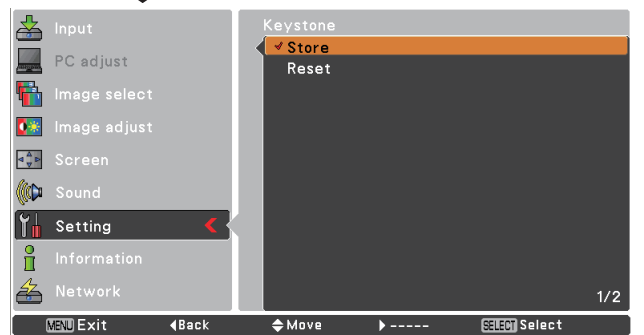 Input
PC adjust
Image select
Image adjust
Screen
Sound
Setting
Information
Network
Keystone
Store
Reset
1/2
MENU Exit
Back
Move
-----
SELECT Select